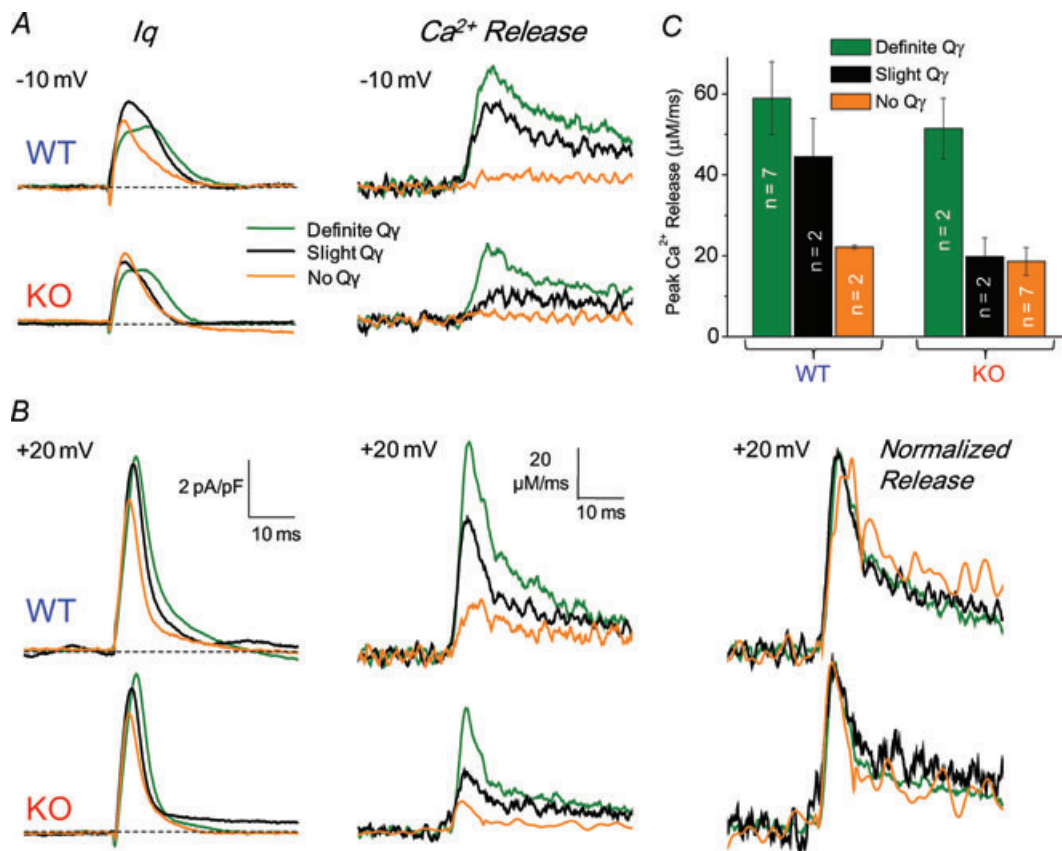 A
Iq
Ca²⁺ Release
-10 mV
-10 mV
WT
Definite Qγ
Slight Qγ
No Qγ
KO
C
Definite Qγ
Slight Qγ
No Qγ
Peak Ca²⁺ Release (μM/ms)
60
40
20
0
n = 7
n = 2
n = 2
n = 2
n = 2
n = 7
WT
KO
B
+20 mV
2 pA/pF
10 ms
+20 mV
20
μM/ms
10 ms
+20 mV
Normalized
Release
WT
KO